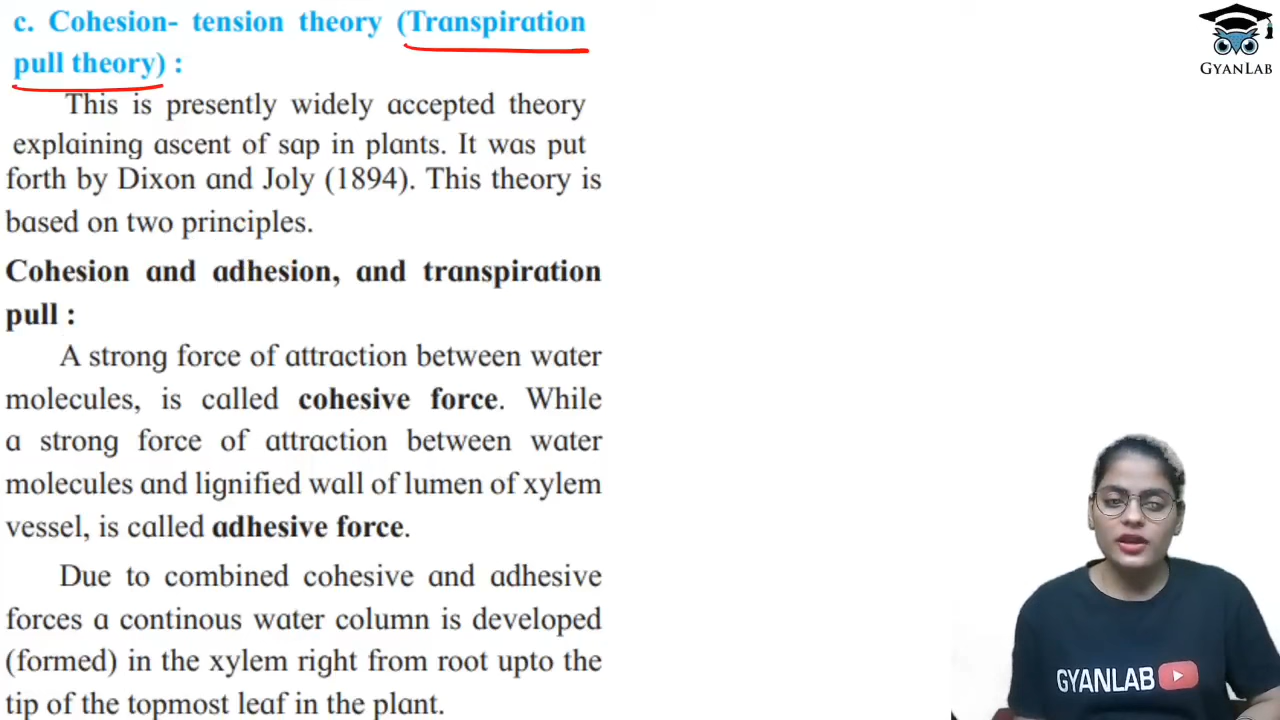 c. Cohesion- tension theory (Transpiration
pull theory) :
This is presently widely accepted theory
explaining ascent of sap in plants. It was put
forth by Dixon and Joly (1894). This theory is
based on two principles.
Cohesion and adhesion, and transpiration
pull :
A strong force of attraction between water
molecules, is called cohesive force. While
a strong force of attraction between water
molecules and lignified wall of lumen of xylem
vessel, is called adhesive force.
Due to combined cohesive and adhesive
forces a continous water column is developed
(formed) in the xylem right from root upto the
tip of the topmost leaf in the plant.
GYANLAB
GYANLAB